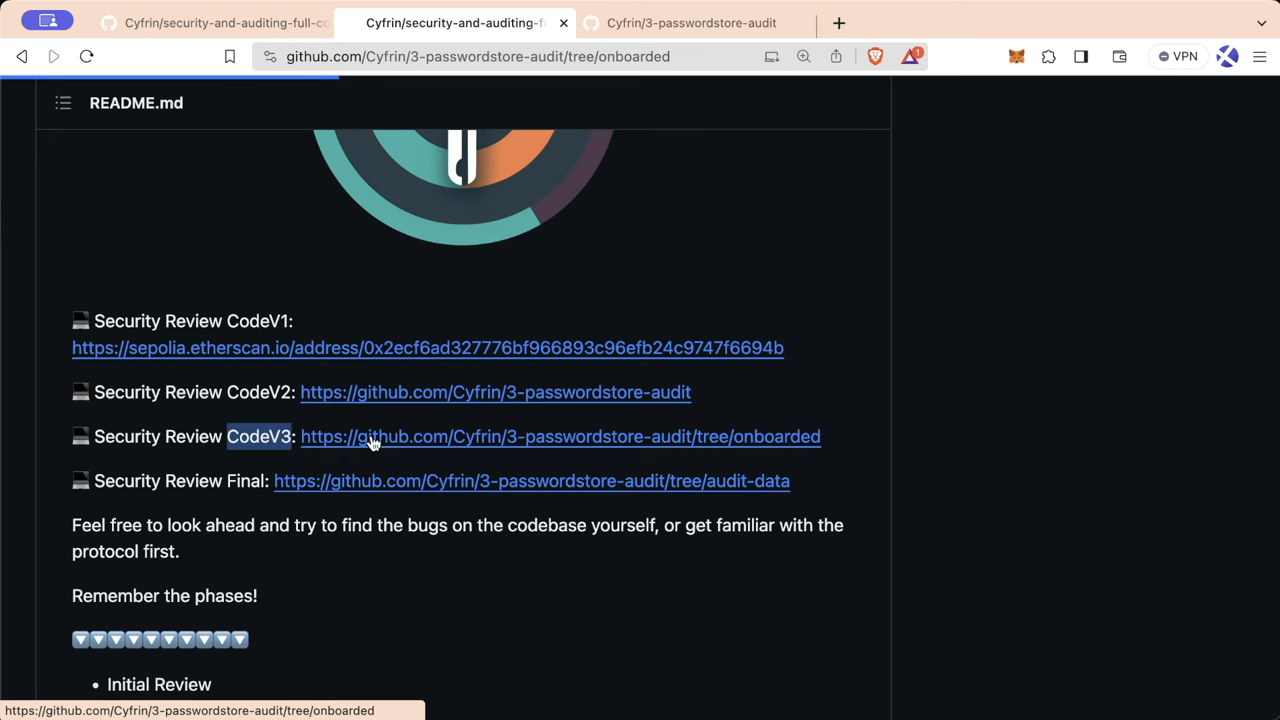 Cyfrin/security-and-auditing-full-co
Cyfrin/security-and-auditing-f
Cyfrin/3-passwordstore-audit
github.com/Cyfrin/3-passwordstore-audit/tree/onboarded
1
VPN
README.md
Security Review CodeV1:
https://sepolia.etherscan.io/address/0x2ecf6ad327776bf966893c96efb24c9747f6694b
Security Review CodeV2: https://github.com/Cyfrin/3-passwordstore-audit
Security Review CodeV3: https://github.com/Cyfrin/3-passwordstore-audit/tree/onboarded
Security Review Final: https://github.com/Cyfrin/3-passwordstore-audit/tree/audit-data
Feel free to look ahead and try to find the bugs on the codebase yourself, or get familiar with the
protocol first.
Remember the phases!
• Initial Review
https://github.com/Cyfrin/3-passwordstore-audit/tree/onboarded